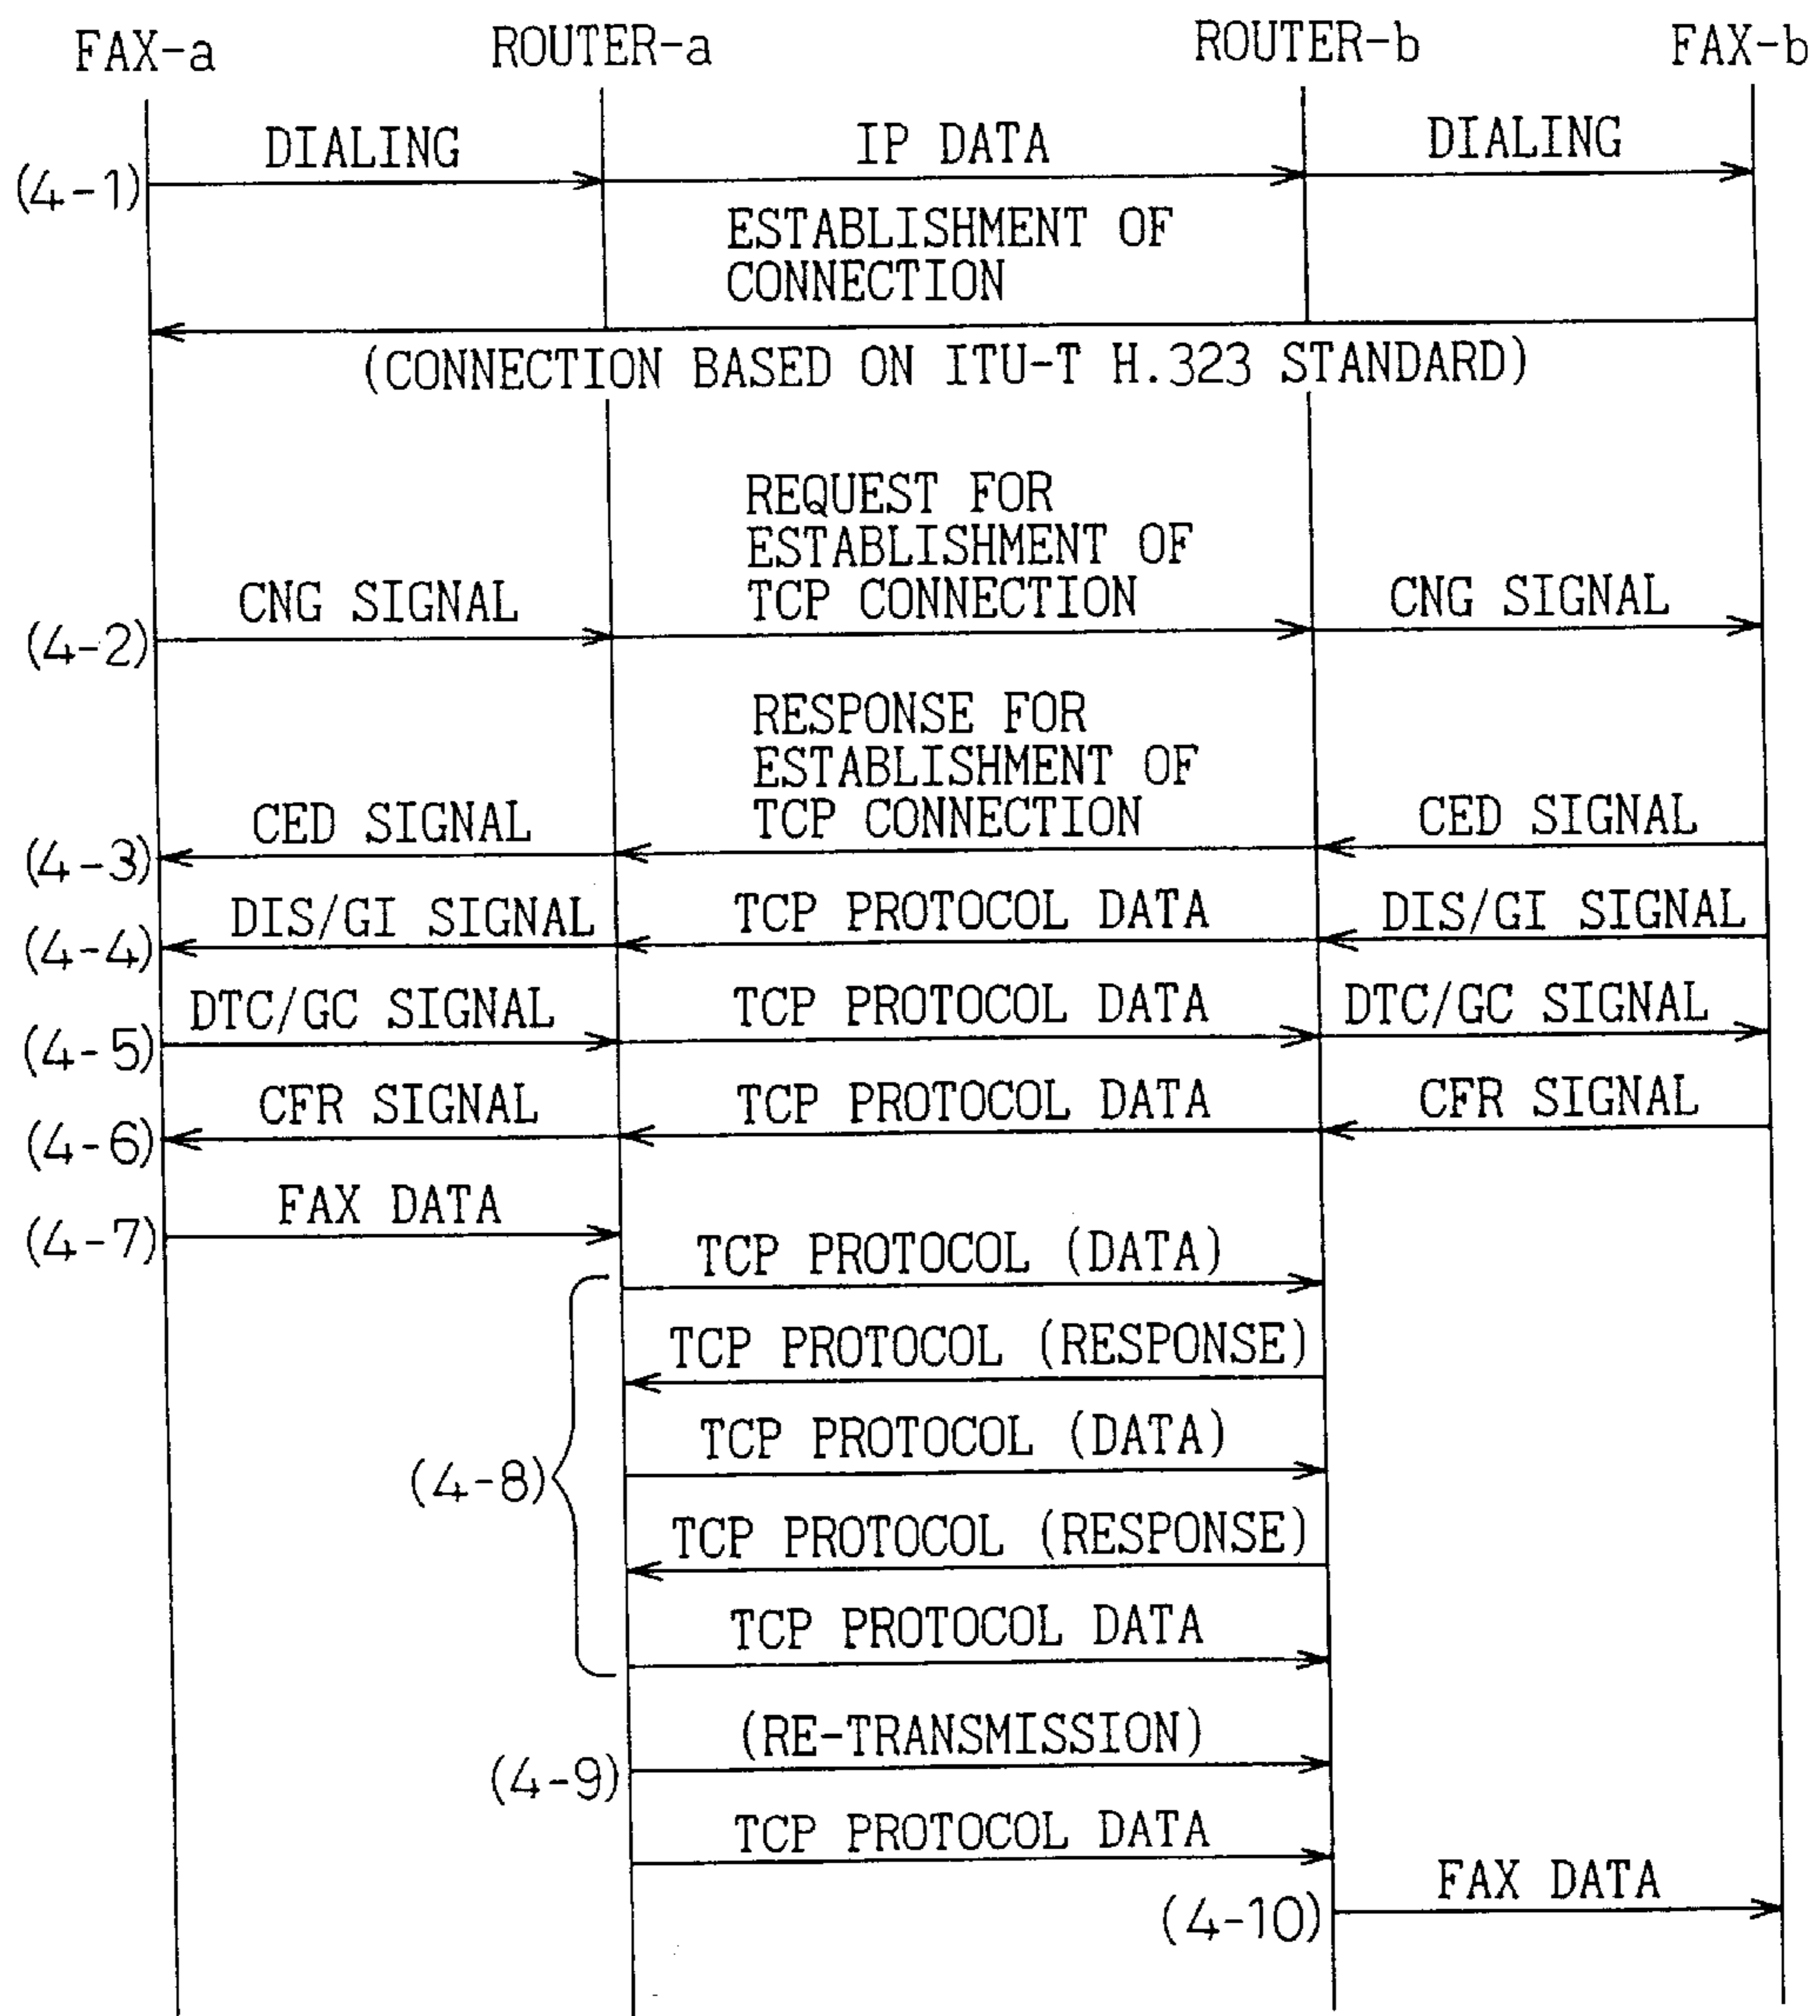 FAX-a ROUTER-a ROUTER-b FAX-b
DIALING IP DATA DIALING
(4-1)
ESTABLISHMENT OF
CONNECTION
(CONNECTION BASED ON ITU-T H.323 STANDARD)
REQUEST FOR
ESTABLISHMENT OF
CNG SIGNAL TCP CONNECTION CNG SIGNAL
(4-2)
RESPONSE FOR
ESTABLISHMENT OF
CED SIGNAL TCP CONNECTION CED SIGNAL
(4-3)
DIS/GI SIGNAL TCP PROTOCOL DATA DIS/GI SIGNAL
(4-4)
DTC/GC SIGNAL TCP PROTOCOL DATA DTC/GC SIGNAL
(4-5)
CFR SIGNAL TCP PROTOCOL DATA CFR SIGNAL
(4-6)
FAX DATA
(4-7)
TCP PROTOCOL (DATA)
TCP PROTOCOL (RESPONSE)
TCP PROTOCOL (DATA)
(4-8)
TCP PROTOCOL (RESPONSE)
TCP PROTOCOL DATA
(RE-TRANSMISSION)
(4-9)
TCP PROTOCOL DATA
FAX DATA
(4-10)